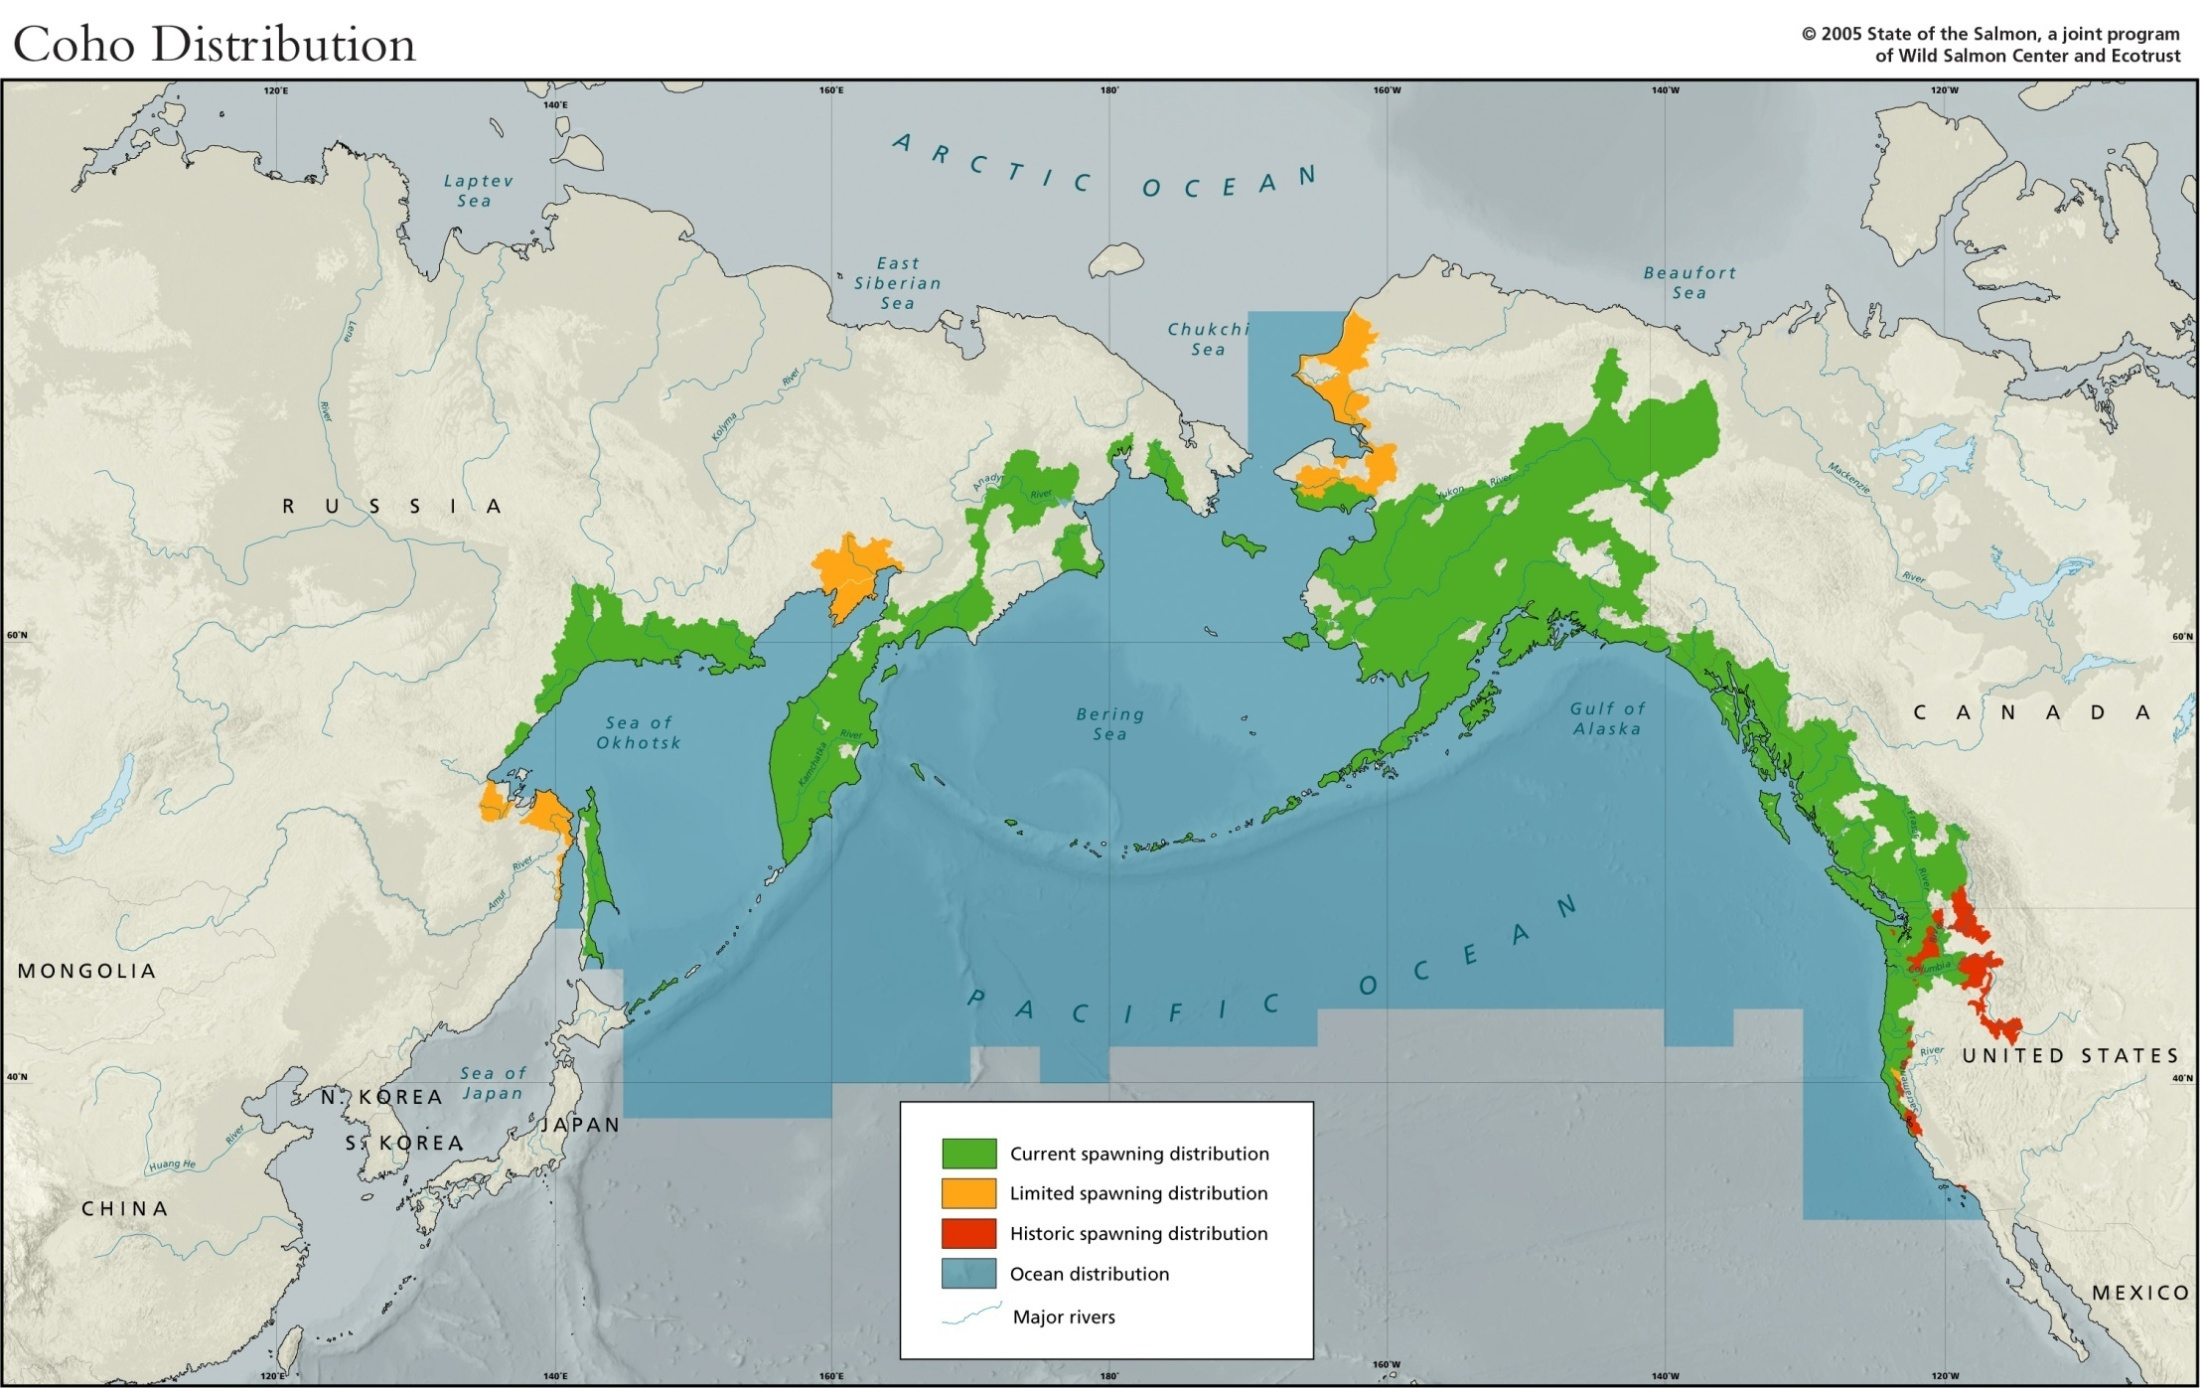 Coho Distribution
© 2005 State of the Salmon, a joint program
of Wild Salmon Center and Ecotrust
120°E
140°E
160°E
180°
160°W
140°W
120°W
ARCTIC OCEAN
Laptev
Sea
East
Siberian
Sea
Chukchi
Sea
Beaufort
Sea
Lena
River
Kolyma
River
RUSSIA
Anadyr
River
Yukon
River
Mackenzie
River
60°N
60°N
Sea of
Okhotsk
Kamchatka
River
Bering
Sea
Gulf of
Alaska
CANADA
Fraser
River
Amur
River
MONGOLIA
PACIFIC OCEAN
Columbia
UNITED STATES
River
Sacramento
40°N
40°N
Sea of
Japan
N. KOREA
S. KOREA
JAPAN
River
Huang He
CHINA
MEXICO
Current spawning distribution
Limited spawning distribution
Historic spawning distribution
Ocean distribution
Major rivers
120°E
140°E
160°W
140°W
120°W